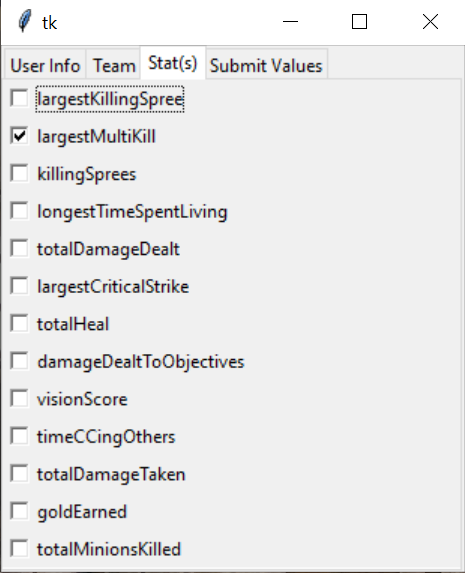 tk
User Info Team Stat(s) Submit Values
largestKillingSpree
largestMultiKill
killingSprees
longestTimeSpentLiving
totalDamageDealt
largestCriticalStrike
totalHeal
damageDealtToObjectives
visionScore
timeCCingOthers
totalDamageTaken
goldEarned
totalMinionsKilled